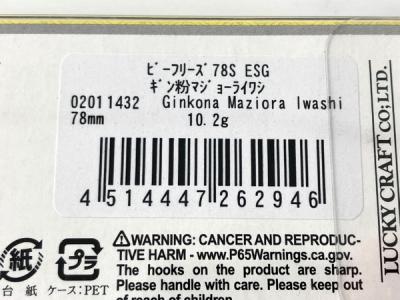 ﾋﾞｰﾌﾘｰｽﾞ78S ESG
ｷﾞﾝ粉ﾏｼﾞｮｰﾗｲﾜｼ
02011432 Ginkona Maziora Iwashi
78mm 10.2g
4 514447 262946
LUCKY CRAFT CO; LTD.
⚠WARNING: CANCER AND REPRODUC-
TIVE HARM - www.P65Warnings.ca.gov.
The hooks on the product are sharp.
Please handle with care. Please keep out
紙 プラ
台紙 ケース:PET